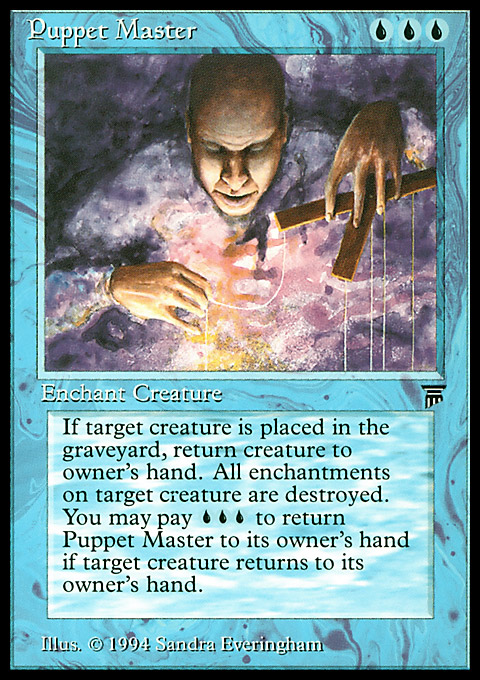 Puppet Master
Enchant Creature
If target creature is placed in the
graveyard, return creature to
owner's hand. All enchantments
on target creature are destroyed.
You may pay to return
Puppet Master to its owner's hand
if target creature returns to its
owner's hand.
Illus. © 1994 Sandra Everingham